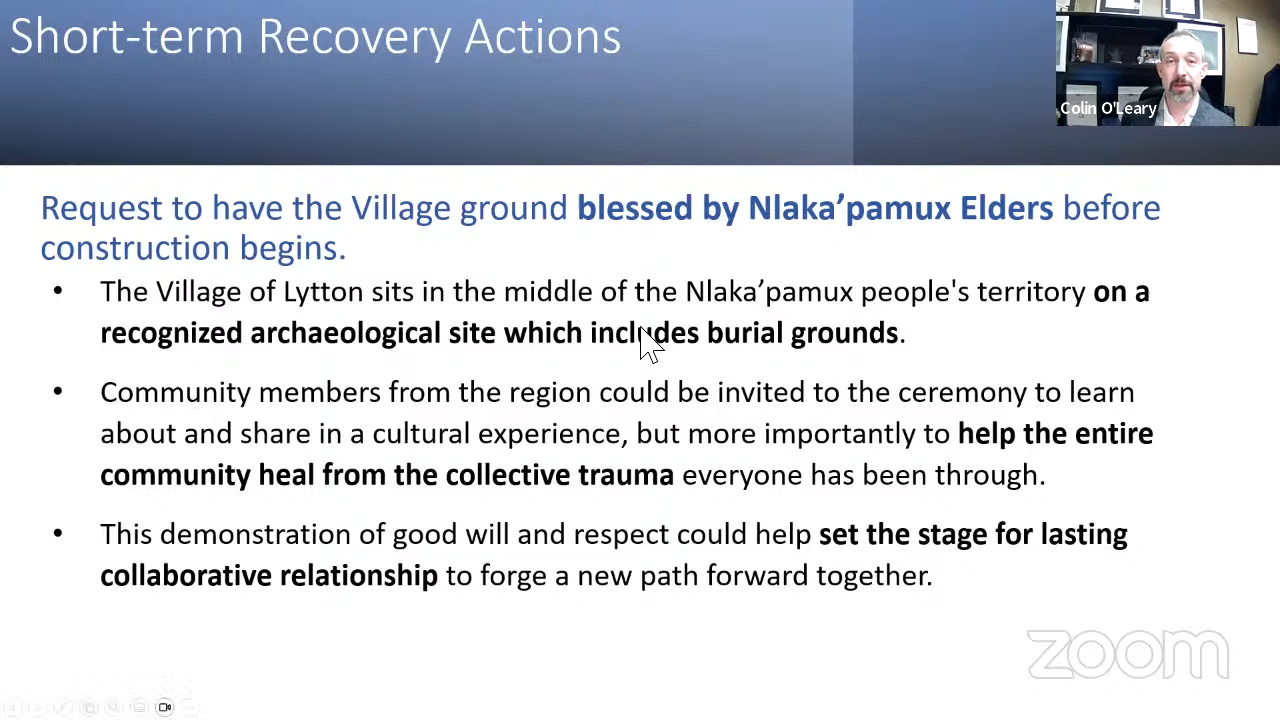 Short-term Recovery Actions
Colin O'Leary
Request to have the Village ground blessed by Nlaka’pamux Elders before
construction begins.
• The Village of Lytton sits in the middle of the Nlaka’pamux people's territory on a
recognized archaeological site which includes burial grounds.
• Community members from the region could be invited to the ceremony to learn
about and share in a cultural experience, but more importantly to help the entire
community heal from the collective trauma everyone has been through.
• This demonstration of good will and respect could help set the stage for lasting
collaborative relationship to forge a new path forward together.
zoom